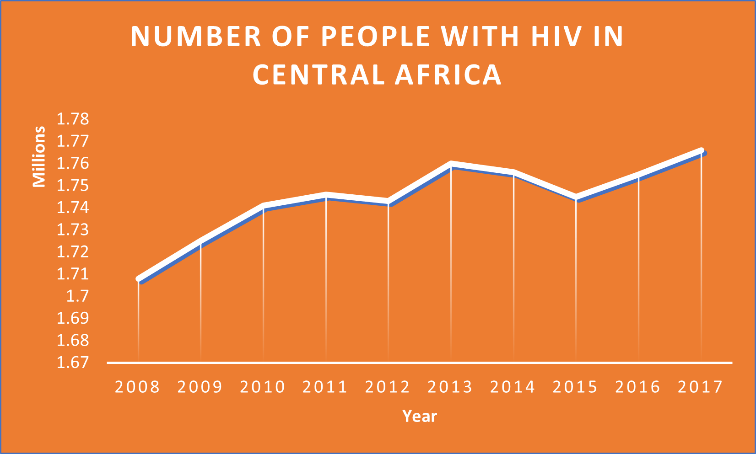 NUMBER OF PEOPLE WITH HIV IN
CENTRAL AFRICA
Millions
1.78
1.77
1.76
1.75
1.74
1.73
1.72
1.71
1.7
1.69
1.68
1.67
2008 2009 2010 2011 2012 2013 2014 2015 2016 2017
Year